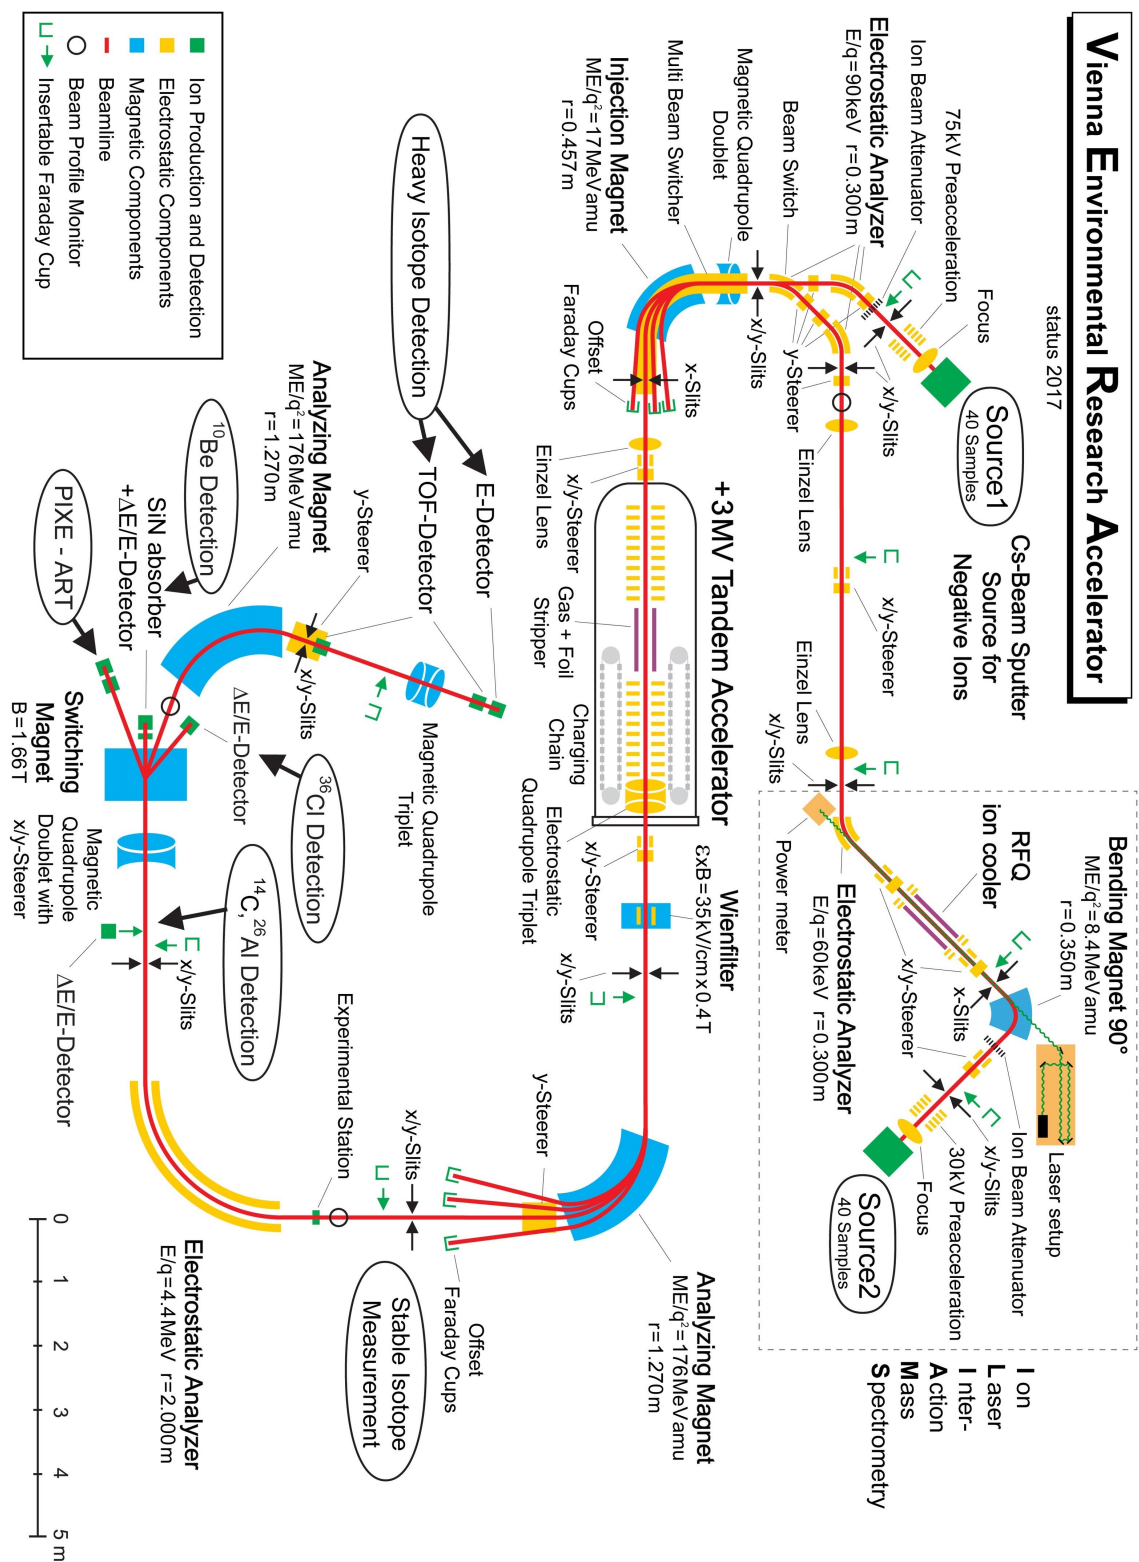 Vienna Environmental Research Accelerator
status 2017
Source1
40 Samples
Cs-Beam Sputter
Source for
Negative Ions
Focus
75kV Preacceleration
Ion Beam Attenuator
Electrostatic Analyzer
E/q=90keV r=0.300m
x/y-Slits
Beam Switch
y-Steerer
Magnetic Quadrupole
Doublet
x/y-Slits
Multi Beam Switcher
Injection Magnet
ME/q²=17MeVamu
r=0.457m
x-Slits
Offset
Faraday Cups
Einzel Lens
x/y-Steerer
Einzel Lens
x/y-Slits
Power meter
Bending Magnet 90°
ME/q²=8.4MeVamu
r=0.350m
RFQ
ion cooler
x/y-Steerer
x-Slits
Electrostatic Analyzer
E/q=60keV r=0.300m
Laser setup
Ion Beam Attenuator
x/y-Slits
30kV Preacceleration
Focus
Source2
40 Samples
Ion
Laser
Inter-
Action
Mass
Spectrometry
+3MV Tandem Accelerator
Einzel Lens
x/y-Steerer
Gas + Foil
Stripper
Charging
Chain
Electrostatic
Quadrupole Triplet
x/y-Steerer
Wienfilter
εxB=35kV/cmx0.4T
x/y-Slits
Analyzing Magnet
ME/q²=176MeVamu
r=1.270m
y-Steerer
Offset
Faraday Cups
x/y-Slits
Stable Isotope
Measurement
Experimental Station
Electrostatic Analyzer
E/q=4.4MeV r=2.000m
Heavy Isotope Detection
E-Detector
TOF-Detector
Magnetic Quadrupole
Triplet
y-Steerer
x/y-Slits
Analyzing Magnet
ME/q²=176MeVamu
r=1.270m
¹⁰Be Detection
SiN absorber
+ΔE/E-Detector
PIXE - ART
ΔE/E-Detector
³⁶Cl Detection
Switching
Magnet
B=1.66T
Magnetic
Quadrupole
Doublet with
x/y-Steerer
¹⁴C, ²⁶Al Detection
x/y-Slits
ΔE/E-Detector
Ion Production and Detection
Electrostatic Components
Magnetic Components
Beamline
Beam Profile Monitor
Insertable Faraday Cup
0 1 2 3 4 5 m